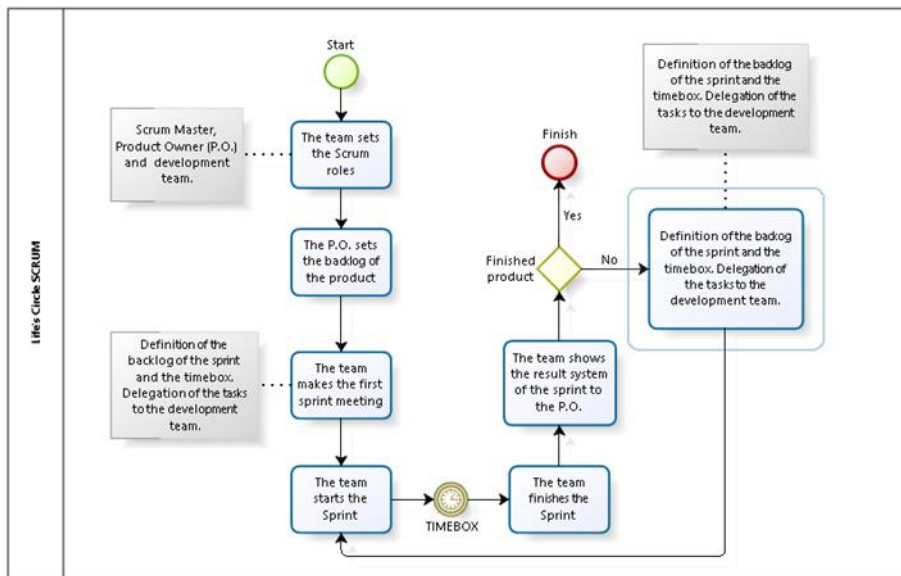 Life's Circle SCRUM
Start
Scrum Master,
Product Owner (P.O.)
and development
team.
The team sets
the Scrum
roles
The P.O. sets
the backlog of
the product
Definition of the
backlog of the sprint
and the timebox.
Delegation of the tasks
to the development
team.
The team
makes the first
sprint meeting
The team
starts the
Sprint
TIMEBOX
The team
finishes the
Sprint
The team shows
the result system
of the sprint to
the P.O.
Finished
product
Yes
Finish
No
Definition of the backog
of the sprint and the
timebox. Delegation of
the tasks to the
development team.
Definition of the backlog
of the sprint and the
timebox. Delegation of the
tasks to the development
team.